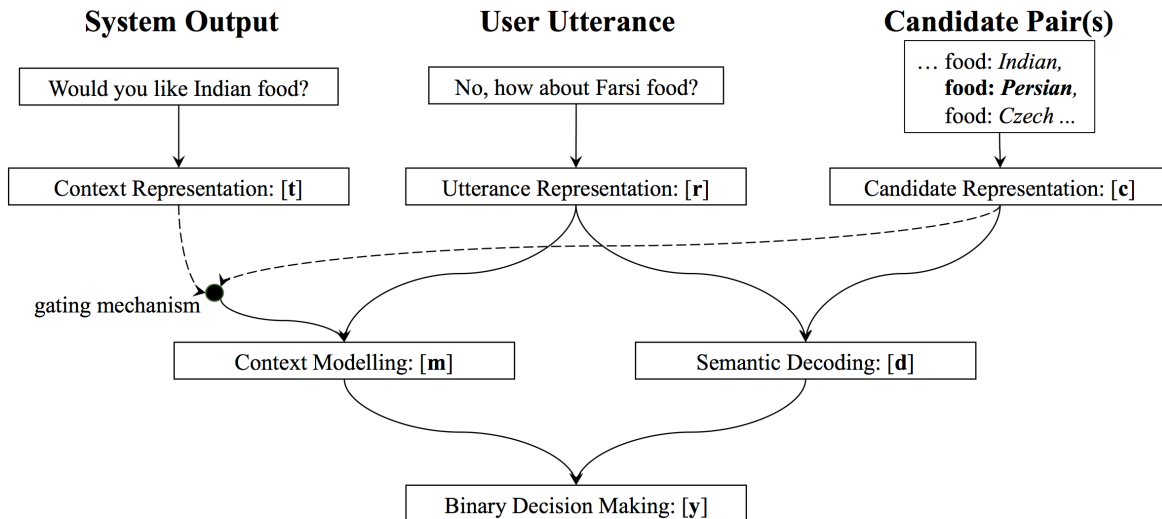 System Output
User Utterance
Candidate Pair(s)
Would you like Indian food?
No, how about Farsi food?
… food: Indian,
food: Persian,
food: Czech ...
Context Representation: [t]
Utterance Representation: [r]
Candidate Representation: [c]
gating mechanism
Context Modelling: [m]
Semantic Decoding: [d]
Binary Decision Making: [y]